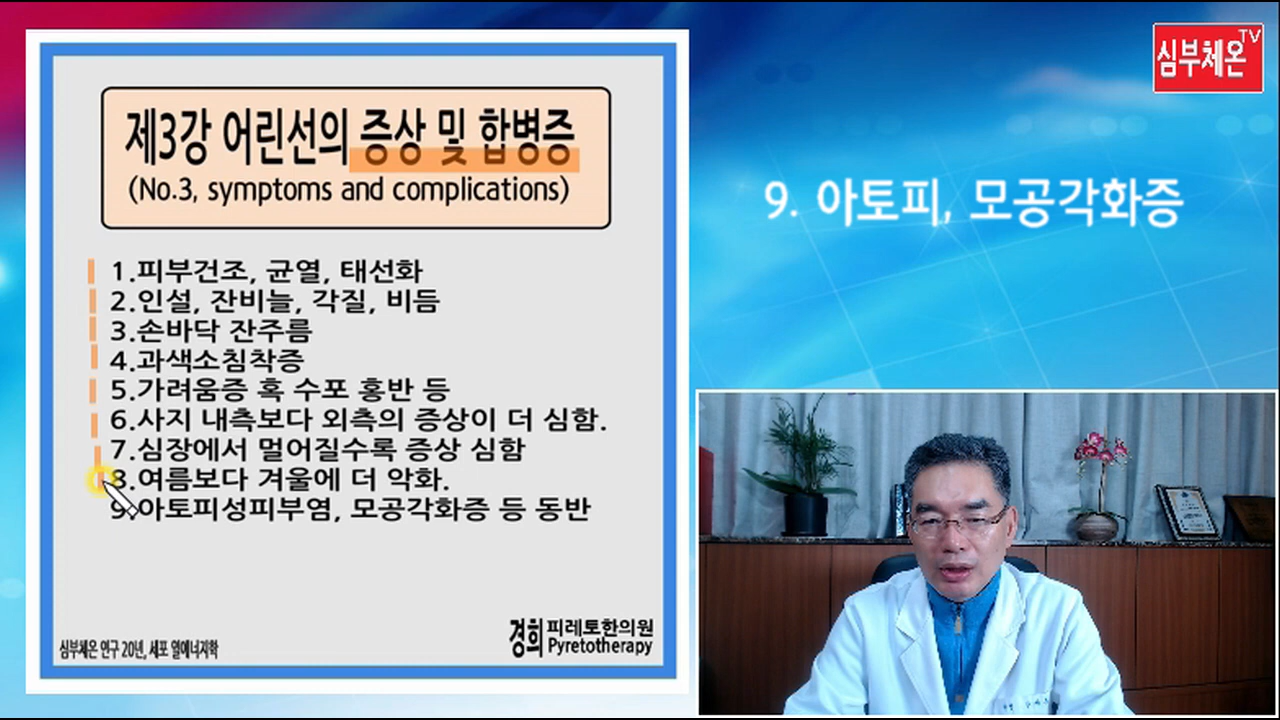 제3강 어린선의 증상 및 합병증
(No.3, symptoms and complications)
1.피부건조, 균열, 태선화
2.인설, 잔비늘, 각질, 비듬
3.손바닥 잔주름
4.과색소침착증
5.가려움증 혹 수포 홍반 등
6.사지 내측보다 외측의 증상이 더 심함.
7.심장에서 멀어질수록 증상 심함
8.여름보다 겨울에 더 악화.
9.아토피성피부염, 모공각화증 등 동반
심부체온 연구 20년, 세포 열에너지학
경희 피레토한의원
Pyretotherapy
심부체온TV
9. 아토피, 모공각화증